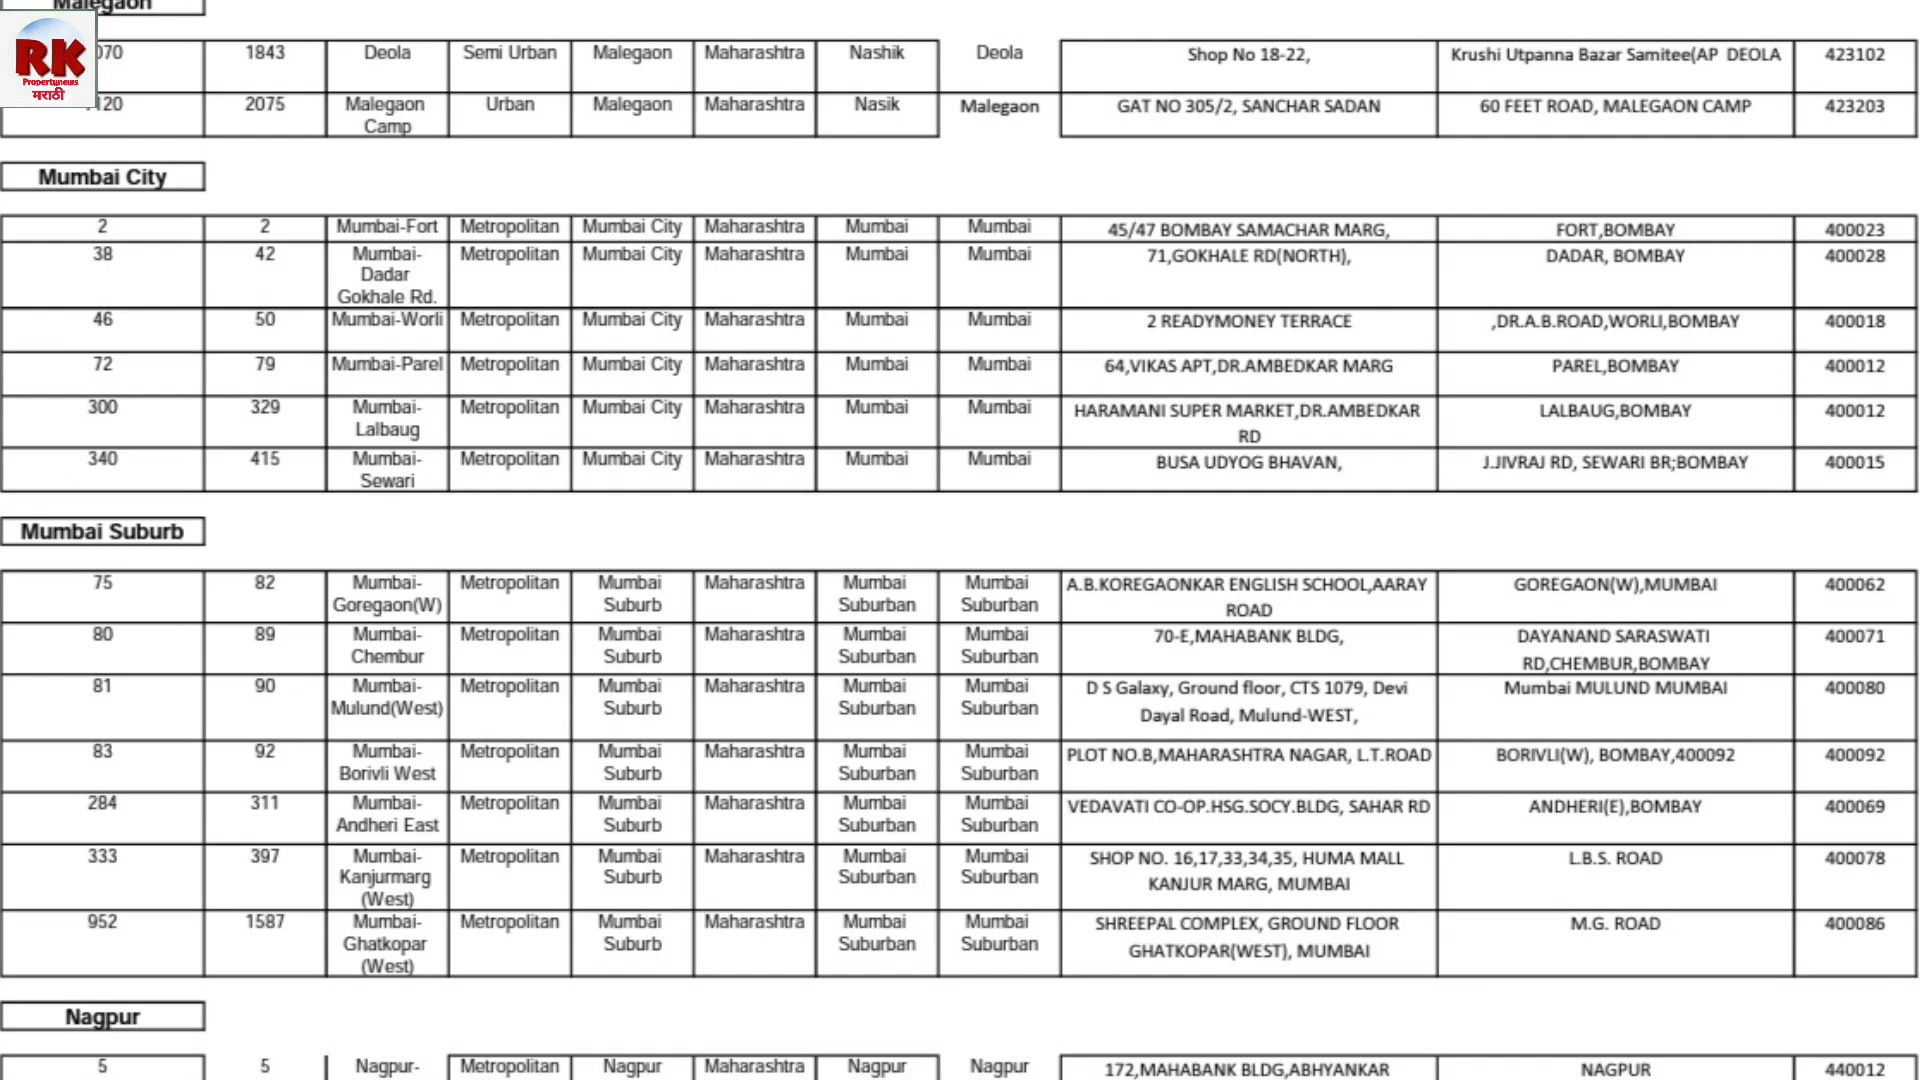 Malegaon
RK
Propertynews
मराठी
070 1843 Deola Semi Urban Malegaon Maharashtra Nashik Deola Shop No 18-22, Krushi Utpanna Bazar Samitee(AP DEOLA 423102
120 2075 Malegaon Urban Malegaon Maharashtra Nasik Malegaon GAT NO 305/2, SANCHAR SADAN 60 FEET ROAD, MALEGAON CAMP 423203
Camp
Mumbai City
2 2 Mumbai-Fort Metropolitan Mumbai City Maharashtra Mumbai Mumbai 45/47 BOMBAY SAMACHAR MARG, FORT,BOMBAY 400023
38 42 Mumbai- Metropolitan Mumbai City Maharashtra Mumbai Mumbai 71,GOKHALE RD(NORTH), DADAR, BOMBAY 400028
Dadar
Gokhale Rd.
46 50 Mumbai-Worli Metropolitan Mumbai City Maharashtra Mumbai Mumbai 2 READYMONEY TERRACE ,DR.A.B.ROAD,WORLI,BOMBAY 400018
72 79 Mumbai-Parel Metropolitan Mumbai City Maharashtra Mumbai Mumbai 64,VIKAS APT,DR.AMBEDKAR MARG PAREL,BOMBAY 400012
300 329 Mumbai- Metropolitan Mumbai City Maharashtra Mumbai Mumbai HARAMANI SUPER MARKET,DR.AMBEDKAR LALBAUG,BOMBAY 400012
Lalbaug RD
340 415 Mumbai- Metropolitan Mumbai City Maharashtra Mumbai Mumbai BUSA UDYOG BHAVAN, J.JIVRAJ RD, SEWARI BR;BOMBAY 400015
Sewari
Mumbai Suburb
75 82 Mumbai- Metropolitan Mumbai Maharashtra Mumbai Mumbai A.B.KOREGAONKAR ENGLISH SCHOOL,AARAY GOREGAON(W),MUMBAI 400062
Goregaon(W) Suburb Suburban Suburban ROAD
80 89 Mumbai- Metropolitan Mumbai Maharashtra Mumbai Mumbai 70-E,MAHABANK BLDG, DAYANAND SARASWATI 400071
Chembur Suburb Suburban Suburban RD,CHEMBUR,BOMBAY
81 90 Mumbai- Metropolitan Mumbai Maharashtra Mumbai Mumbai D S Galaxy, Ground floor, CTS 1079, Devi Mumbai MULUND MUMBAI 400080
Mulund(West) Suburb Suburban Suburban Dayal Road, Mulund-WEST,
83 92 Mumbai- Metropolitan Mumbai Maharashtra Mumbai Mumbai PLOT NO.B,MAHARASHTRA NAGAR, L.T.ROAD BORIVLI(W), BOMBAY,400092 400092
Borivli West Suburb Suburban Suburban
284 311 Mumbai- Metropolitan Mumbai Maharashtra Mumbai Mumbai VEDAVATI CO-OP.HSG.SOCY.BLDG, SAHAR RD ANDHERI(E),BOMBAY 400069
Andheri East Suburb Suburban Suburban
333 397 Mumbai- Metropolitan Mumbai Maharashtra Mumbai Mumbai SHOP NO. 16,17,33,34,35, HUMA MALL L.B.S. ROAD 400078
Kanjurmarg Suburb Suburban Suburban KANJUR MARG, MUMBAI
(West)
952 1587 Mumbai- Metropolitan Mumbai Maharashtra Mumbai Mumbai SHREEPAL COMPLEX, GROUND FLOOR M.G. ROAD 400086
Ghatkopar Suburb Suburban Suburban GHATKOPAR(WEST), MUMBAI
(West)
Nagpur
5 5 Nagpur- Metropolitan Nagpur Maharashtra Nagpur Nagpur 172,MAHABANK BLDG,ABHYANKAR NAGPUR 440012